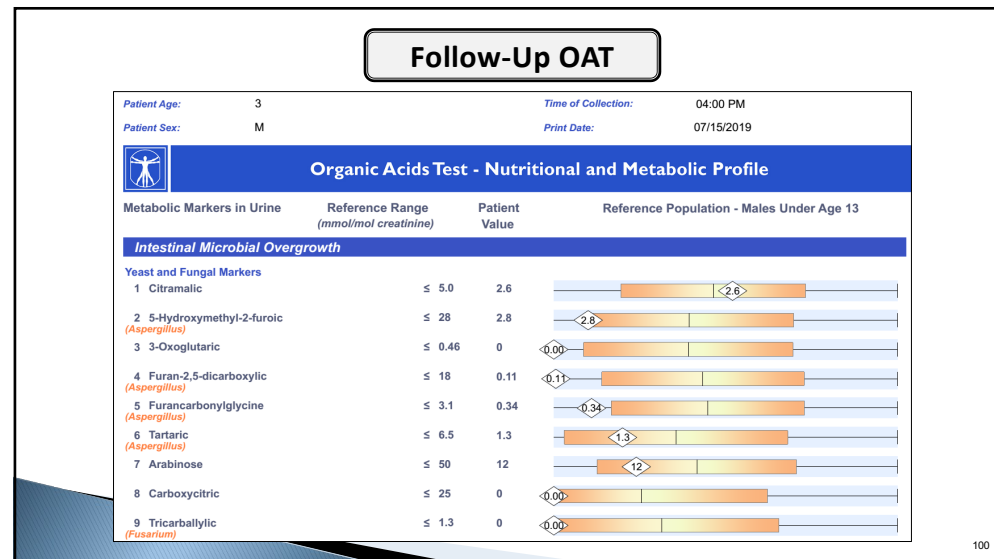 Follow-Up OAT
Patient Age: 3 Time of Collection: 04:00 PM
Patient Sex: M Print Date: 07/15/2019
Organic Acids Test - Nutritional and Metabolic Profile
Metabolic Markers in Urine Reference Range Patient Reference Population - Males Under Age 13
(mmol/mol creatinine) Value
Intestinal Microbial Overgrowth
Yeast and Fungal Markers
1 Citramalic ≤ 5.0 2.6 2.6
2 5-Hydroxymethyl-2-furoic ≤ 28 2.8 2.8
(Aspergillus)
3 3-Oxoglutaric ≤ 0.46 0 0.00
4 Furan-2,5-dicarboxylic ≤ 18 0.11 0.11
(Aspergillus)
5 Furancarbonylglycine ≤ 3.1 0.34 0.34
(Aspergillus)
6 Tartaric ≤ 6.5 1.3 1.3
(Aspergillus)
7 Arabinose ≤ 50 12 12
8 Carboxycitric ≤ 25 0 0.00
9 Tricarballylic ≤ 1.3 0 0.00
(Fusarium)
100